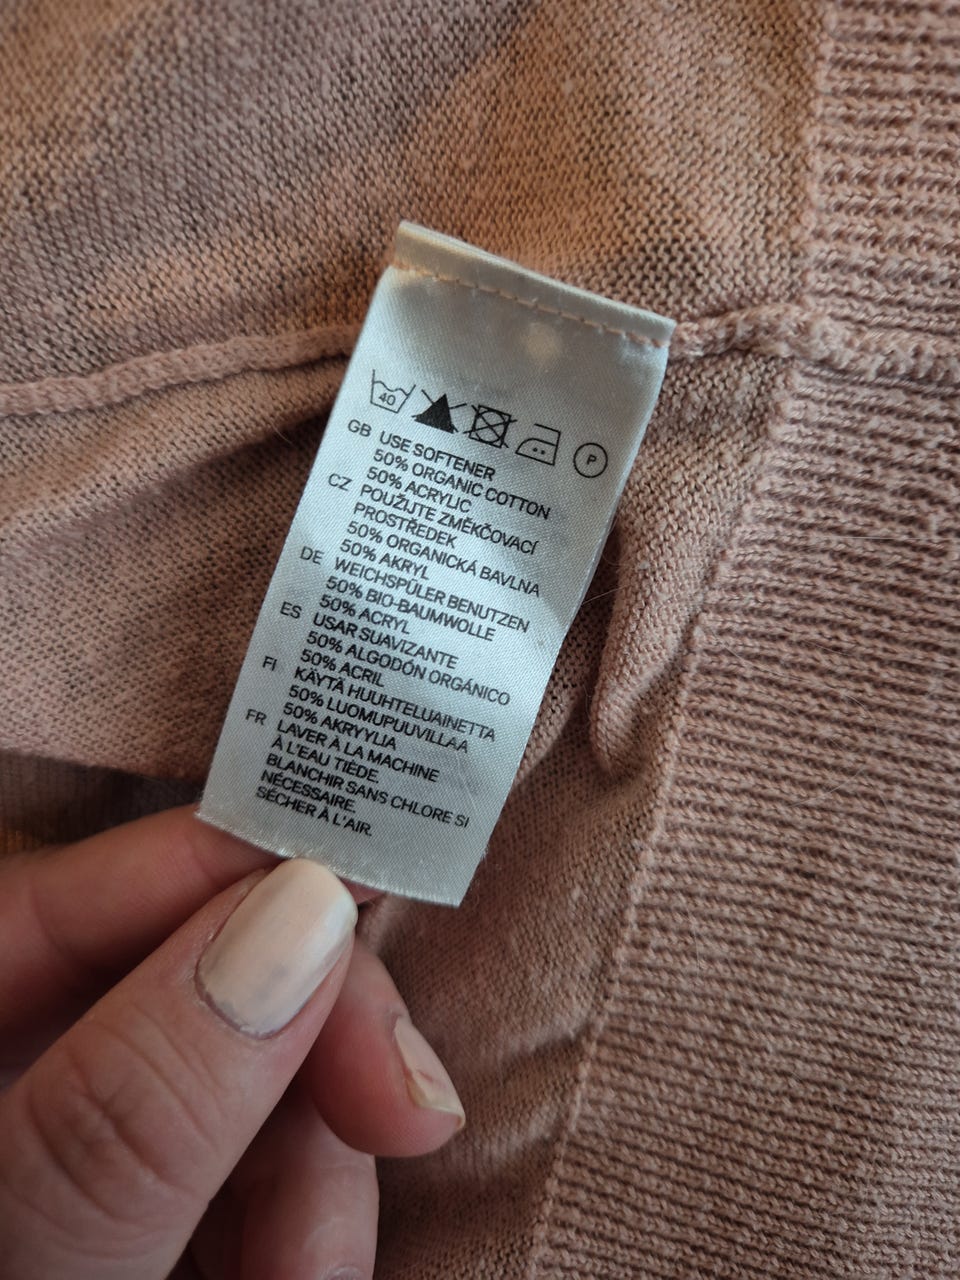 40 P
GB USE SOFTENER
50% ORGANIC COTTON
50% ACRYLIC
CZ POUŽIJTE ZMĚKČOVACÍ
PROSTŘEDEK
50% ORGANICKÁ BAVLNA
50% AKRYL
DE WEICHSPÜLER BENUTZEN
50% BIO-BAUMWOLLE
50% ACRYL
ES USAR SUAVIZANTE
50% ALGODÓN ORGÁNICO
50% ACRIL
FI KÄYTÄ HUUHTELUAINETTA
50% LUOMUPUUVILLAA
50% AKRYYLIA
FR LAVER À LA MACHINE
À L'EAU TIÈDE.
BLANCHIR SANS CHLORE SI
NÉCESSAIRE.
SÉCHER À L'AIR.